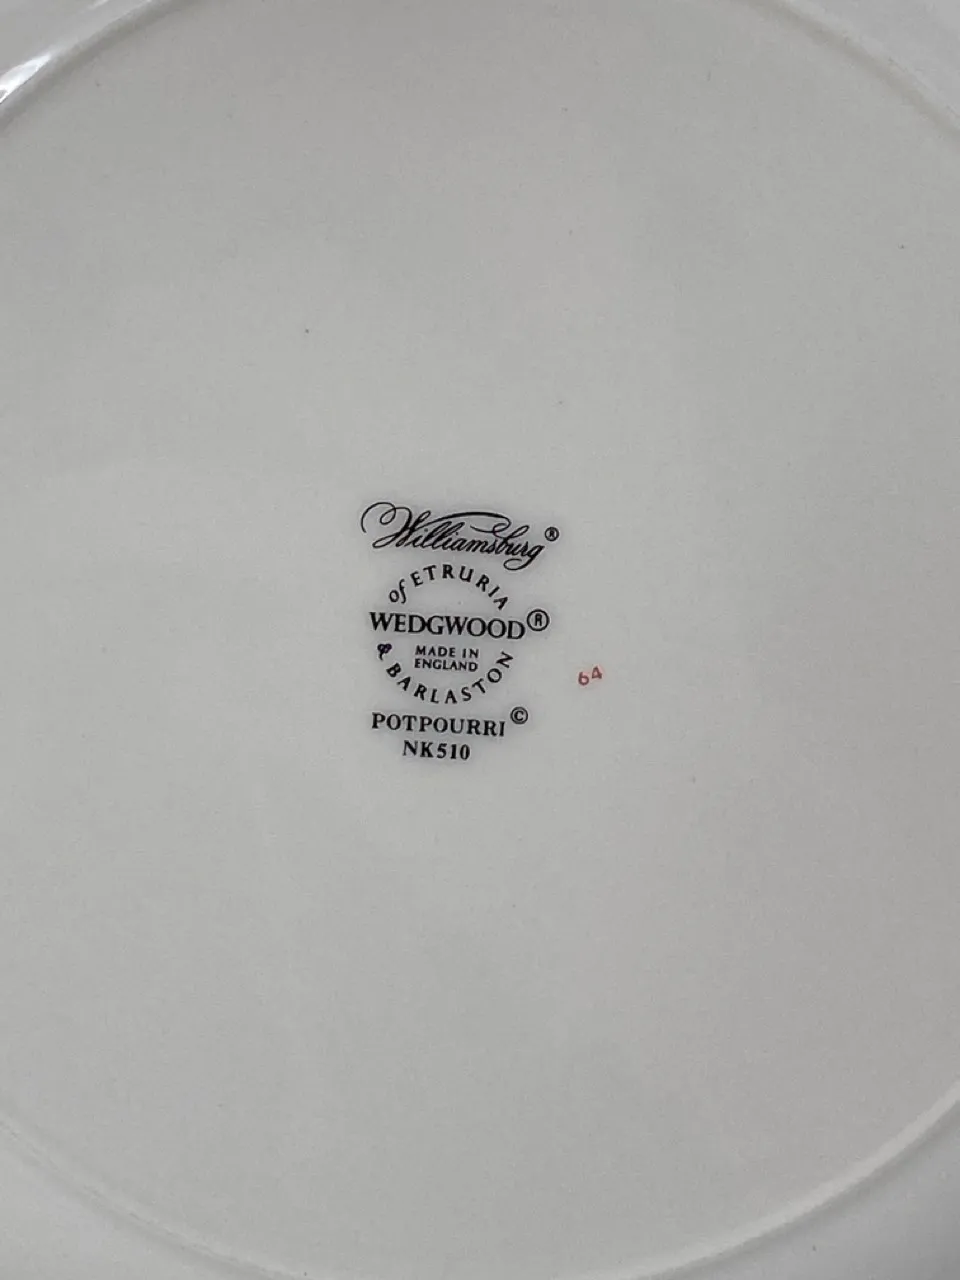 Williamsburg®
of ETRURIA
WEDGWOOD®
MADE IN
ENGLAND
& BARLASTON
64
POTPOURRI©
NK510